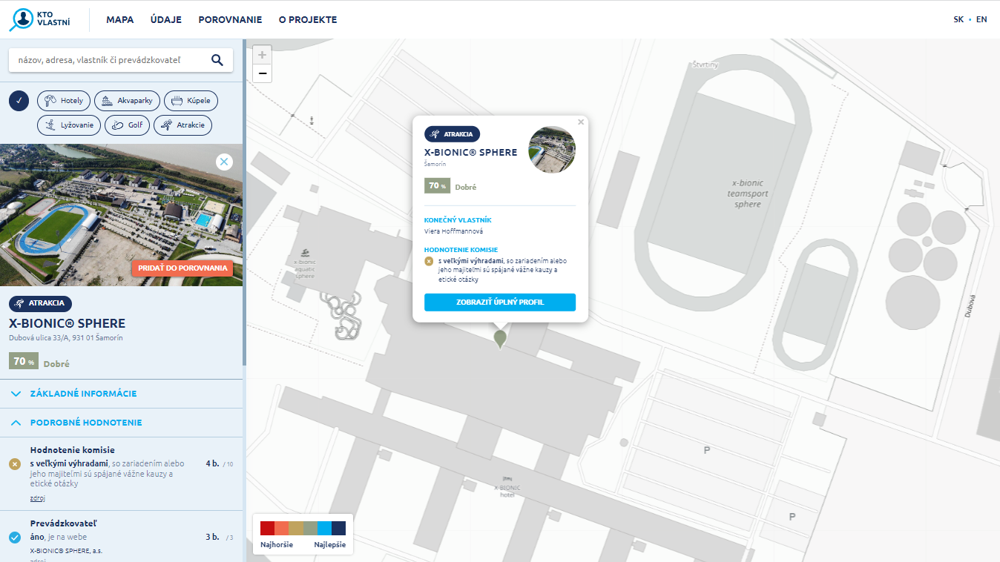 KTO
VLASTNÍ
MAPA
ÚDAJE
POROVNANIE
O PROJEKTE
SK • EN
názov, adresa, vlastník či prevádzkovateľ
Hotely
Akvaparky
Kúpele
Lyžovanie
Golf
Atrakcie
PRIDAŤ DO POROVNANIA
ATRAKCIA
X-BIONIC® SPHERE
Dubová ulica 33/A, 931 01 Šamorín
70 %
Dobré
ZÁKLADNÉ INFORMÁCIE
PODROBNÉ HODNOTENIE
Hodnotenie komisie
s veľkými výhradami, so zariadením alebo
jeho majiteľmi sú spájané vážne kauzy a
etické otázky
4 b. / 10
zdroj
Prevádzkovateľ
áno, je na webe
3 b. / 3
X-BIONIC® SPHERE, a.s.
zdroj
+
−
ATRAKCIA
X-BIONIC® SPHERE
Šamorín
70 %
Dobré
KONEČNÝ VLASTNÍK
Viera Hoffmannová
HODNOTENIE KOMISIE
s veľkými výhradami, so zariadením alebo
jeho majiteľmi sú spájané vážne kauzy a
etické otázky
ZOBRAZIŤ ÚPLNÝ PROFIL
Štvrtiny
x-bionic
teamsport
sphere
x-bionic
aquatic
sphere
Dubová
P
X-BIONIC
hotel
P
Najhoršie
Najlepšie